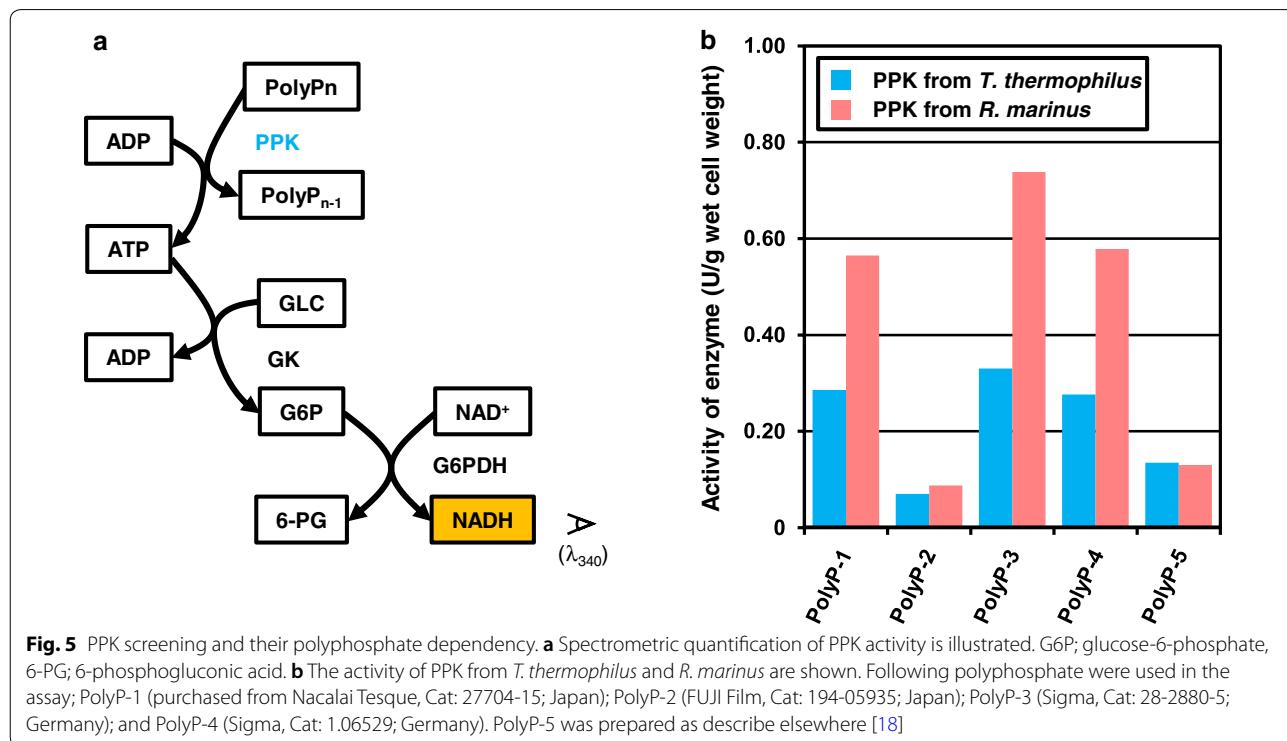 a
PolyPn
ADP
PPK
PolyPₙ₋₁
ATP
GLC
ADP
GK
G6P
NAD⁺
G6PDH
6-PG
NADH
(λ₃₄₀)
b
Activity of enzyme (U/g wet cell weight)
1.00
0.80
0.60
0.40
0.20
0
PPK from T. thermophilus
PPK from R. marinus
PolyP-1
PolyP-2
PolyP-3
PolyP-4
PolyP-5
Fig. 5 PPK screening and their polyphosphate dependency. a Spectrometric quantification of PPK activity is illustrated. G6P; glucose-6-phosphate,
6-PG; 6-phosphogluconic acid. b The activity of PPK from T. thermophilus and R. marinus are shown. Following polyphosphate were used in the
assay; PolyP-1 (purchased from Nacalai Tesque, Cat: 27704-15; Japan); PolyP-2 (FUJI Film, Cat: 194-05935; Japan); PolyP-3 (Sigma, Cat: 28-2880-5;
Germany); and PolyP-4 (Sigma, Cat: 1.06529; Germany). PolyP-5 was prepared as describe elsewhere [18]